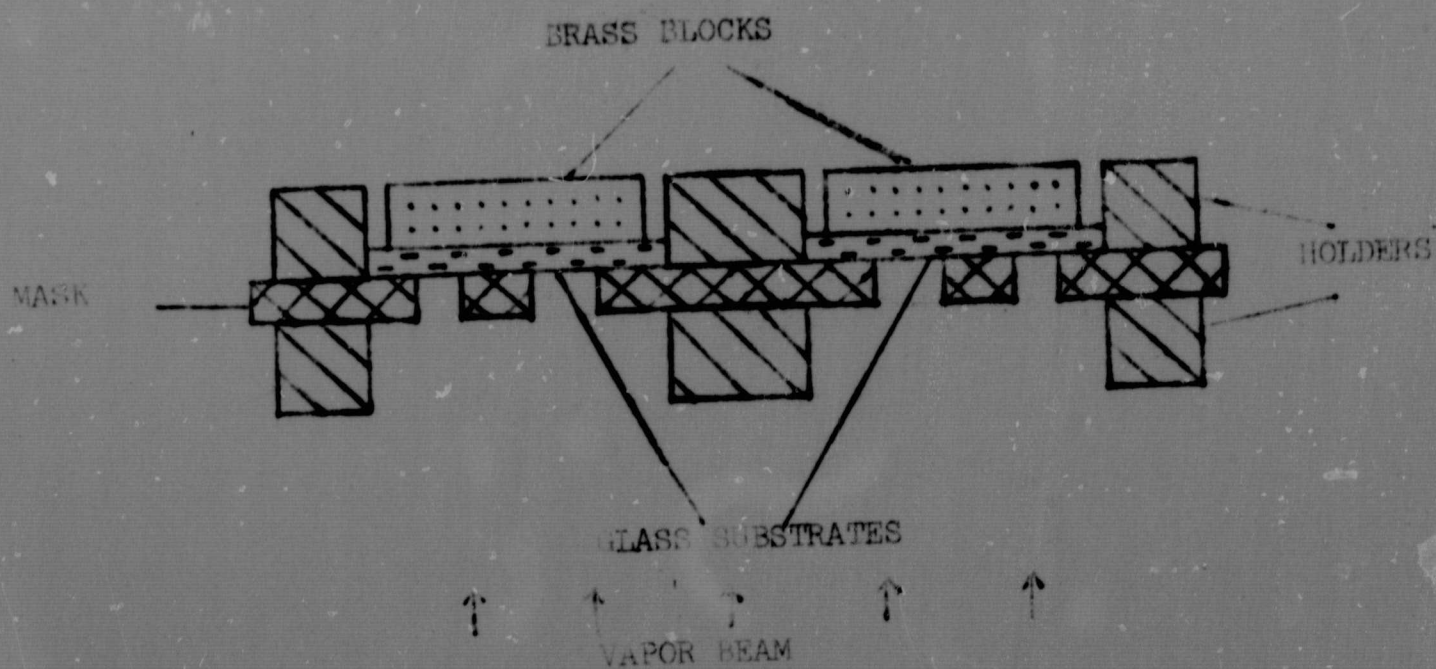 BRASS BLOCKS
HOLDERS
MASK
GLASS SUBSTRATES
VAPOR BEAM